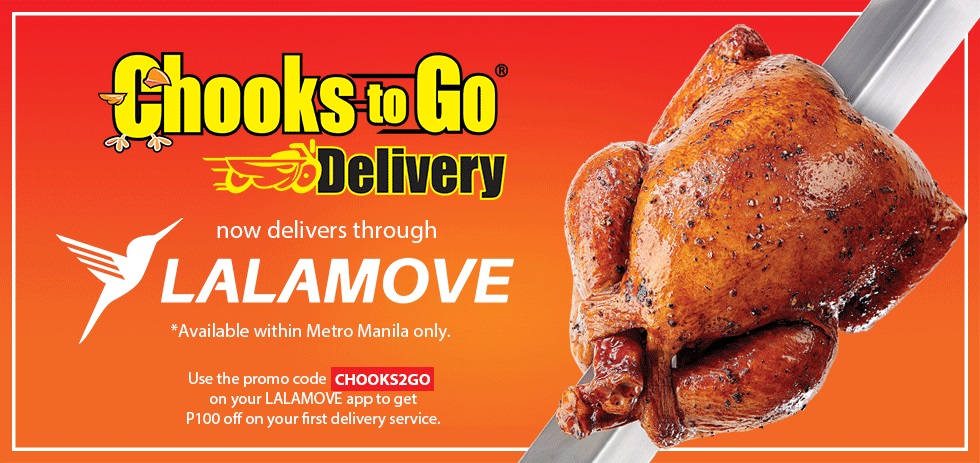 Chooks-to-Go®
Delivery
now delivers through
LALAMOVE
*Available within Metro Manila only.
Use the promo code CHOOKS2GO
on your LALAMOVE app to get
P100 off on your first delivery service.